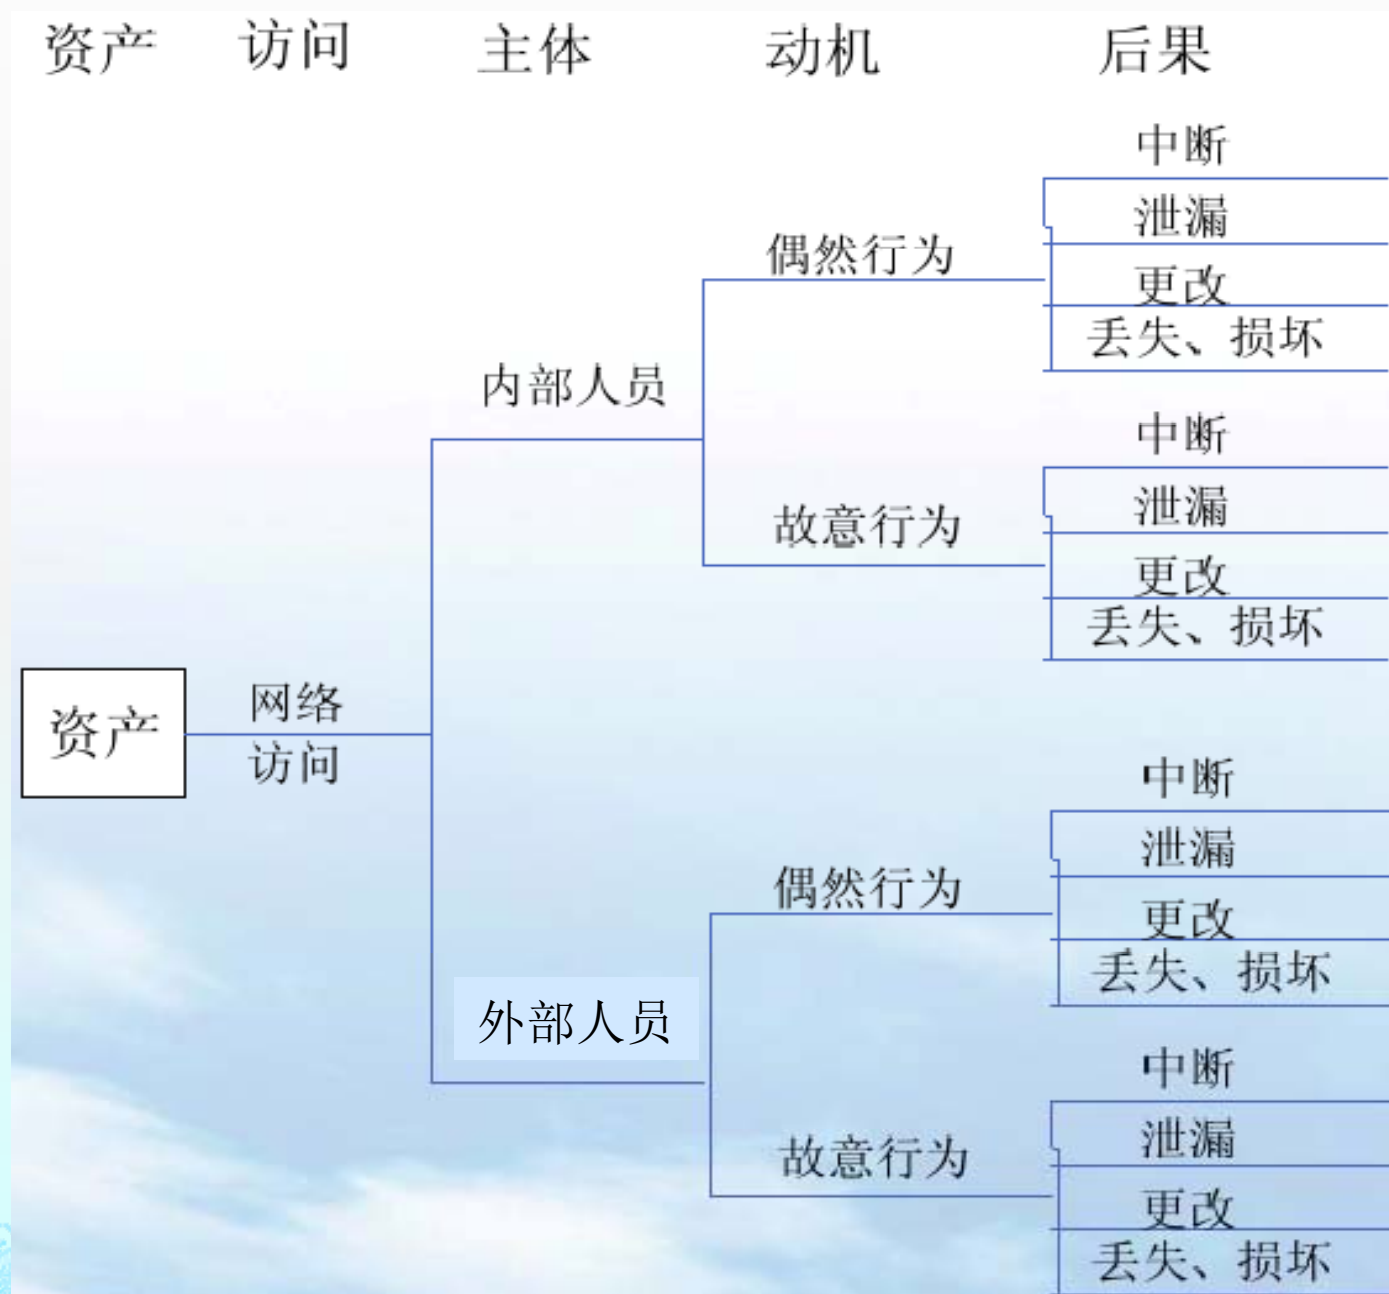 资产 访问 主体 动机 后果
中断
泄漏
偶然行为
更改
丢失、损坏
内部人员
中断
泄漏
故意行为
更改
丢失、损坏
网络
资产
访问
中断
泄漏
偶然行为
更改
丢失、损坏
外部人员
中断
泄漏
故意行为
更改
丢失、损坏